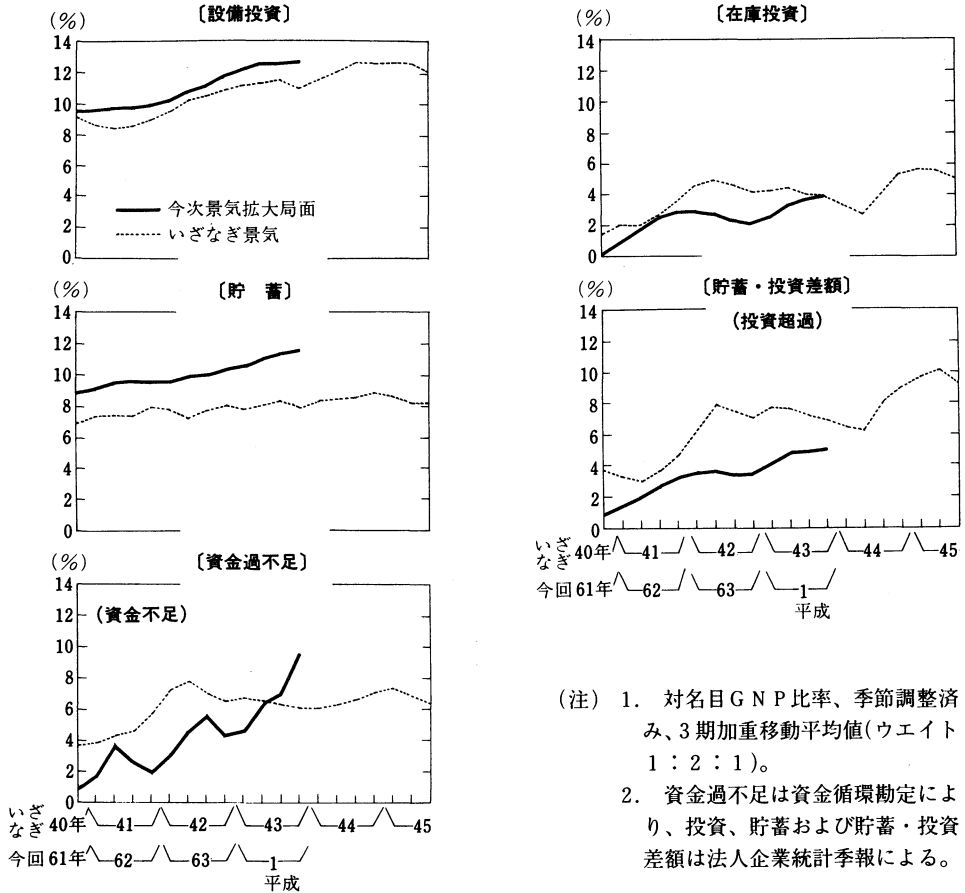 〔設備投資〕
(%)
14
12
10
8
6
4
2
0
今次景気拡大局面
いざなぎ景気
〔在庫投資〕
(%)
14
12
10
8
6
4
2
0
〔貯 蓄〕
(%)
14
12
10
8
6
4
2
0
〔貯蓄・投資差額〕
(投資超過)
(%)
14
12
10
8
6
4
2
0
いざなぎ 40年 41 42 43 44 45
今回 61年 62 63 1
平成
〔資金過不足〕
(%)
(資金不足)
14
12
10
8
6
4
2
0
いざなぎ 40年 41 42 43 44 45
今回 61年 62 63 1
平成
(注) 1. 対名目GNP比率、季節調整済
み、3期加重移動平均値(ウエイト
1:2:1)。
2. 資金過不足は資金循環勘定によ
り、投資、貯蓄および貯蓄・投資
差額は法人企業統計季報による。